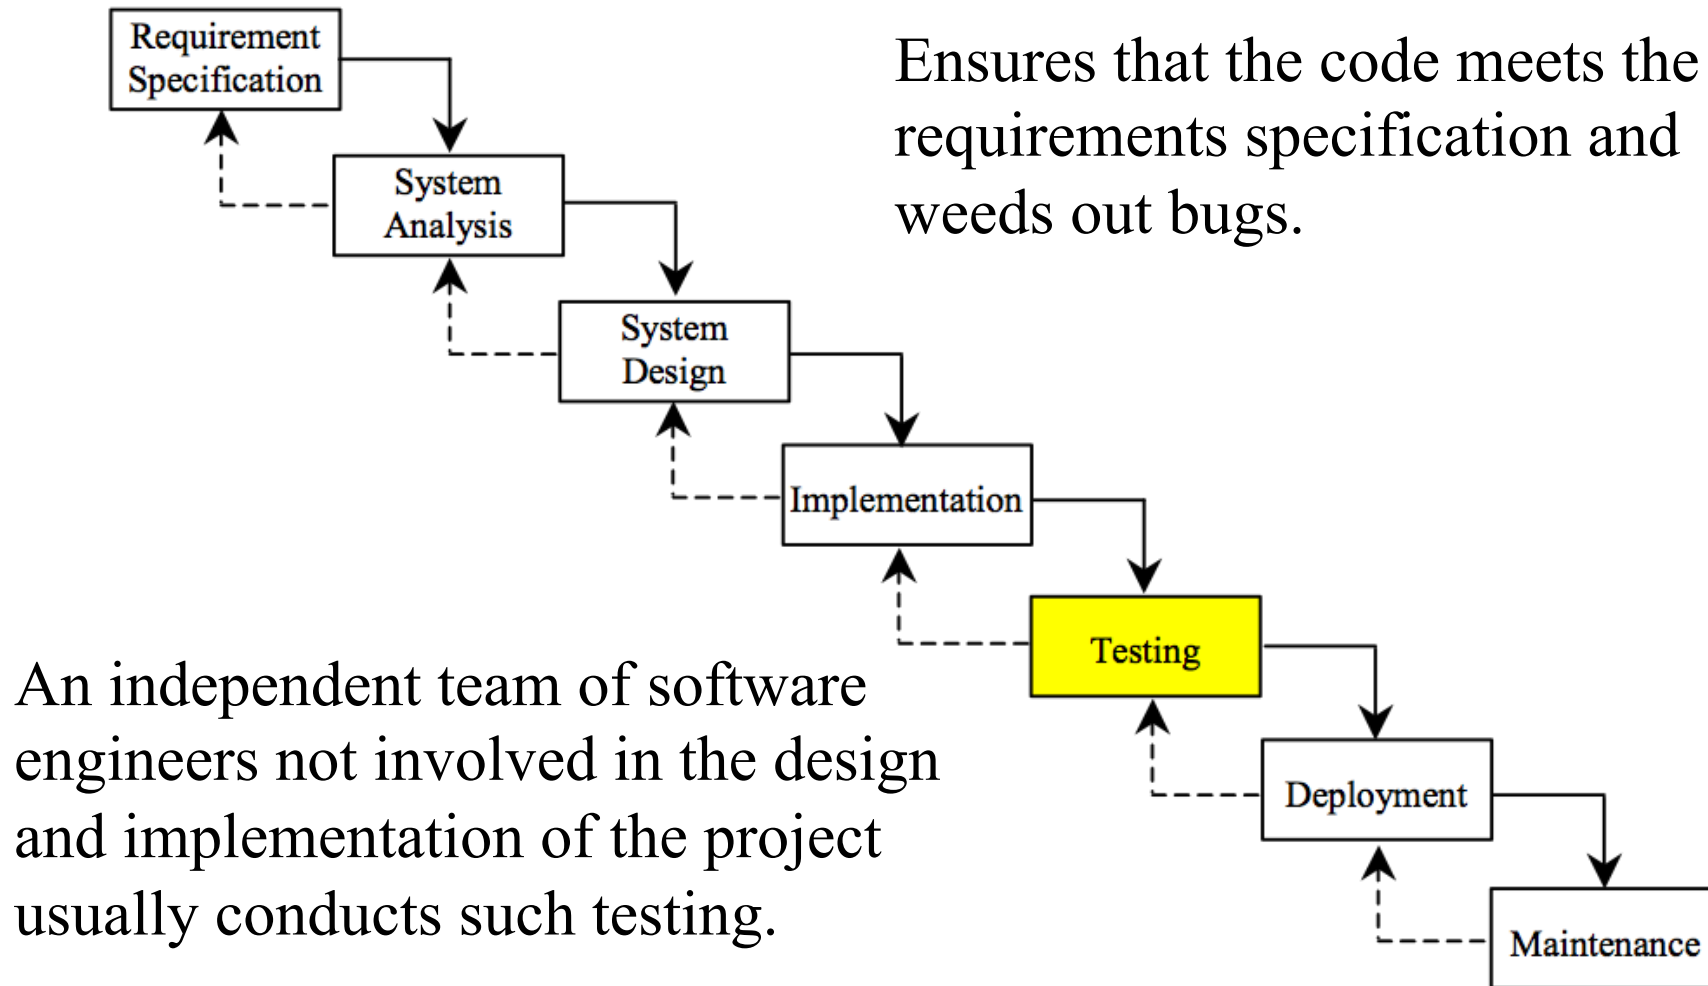 Requirement
Specification
Ensures that the code meets the
requirements specification and
weeds out bugs.
System
Analysis
System
Design
Implementation
Testing
An independent team of software
engineers not involved in the design
and implementation of the project
usually conducts such testing.
Deployment
Maintenance